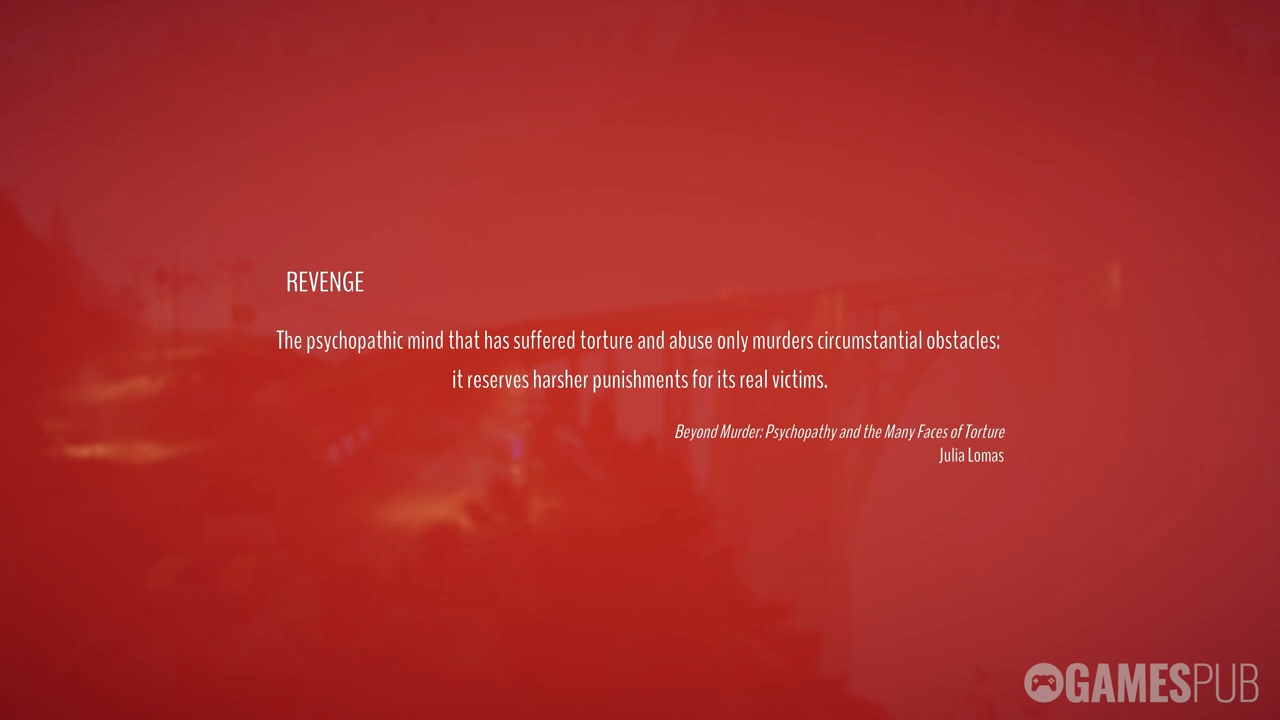 REVENGE
The psychopathic mind that has suffered torture and abuse only murders circumstantial obstacles;
it reserves harsher punishments for its real victims.
Beyond Murder: Psychopathy and the Many Faces of Torture
Julia Lomas
GAMESPUB